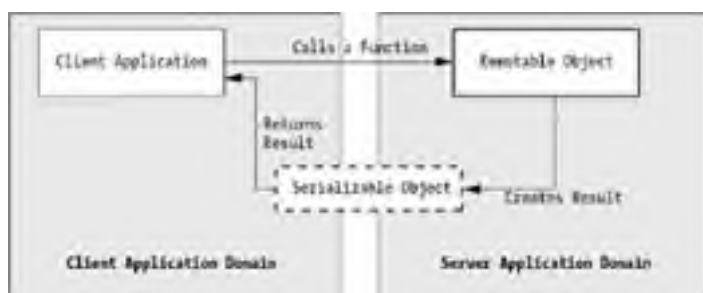 Calls a Function
Client Application
Remotable Object
Returns
Result
Serializable Object
Creates Result
Client Application Domain
Server Application Domain